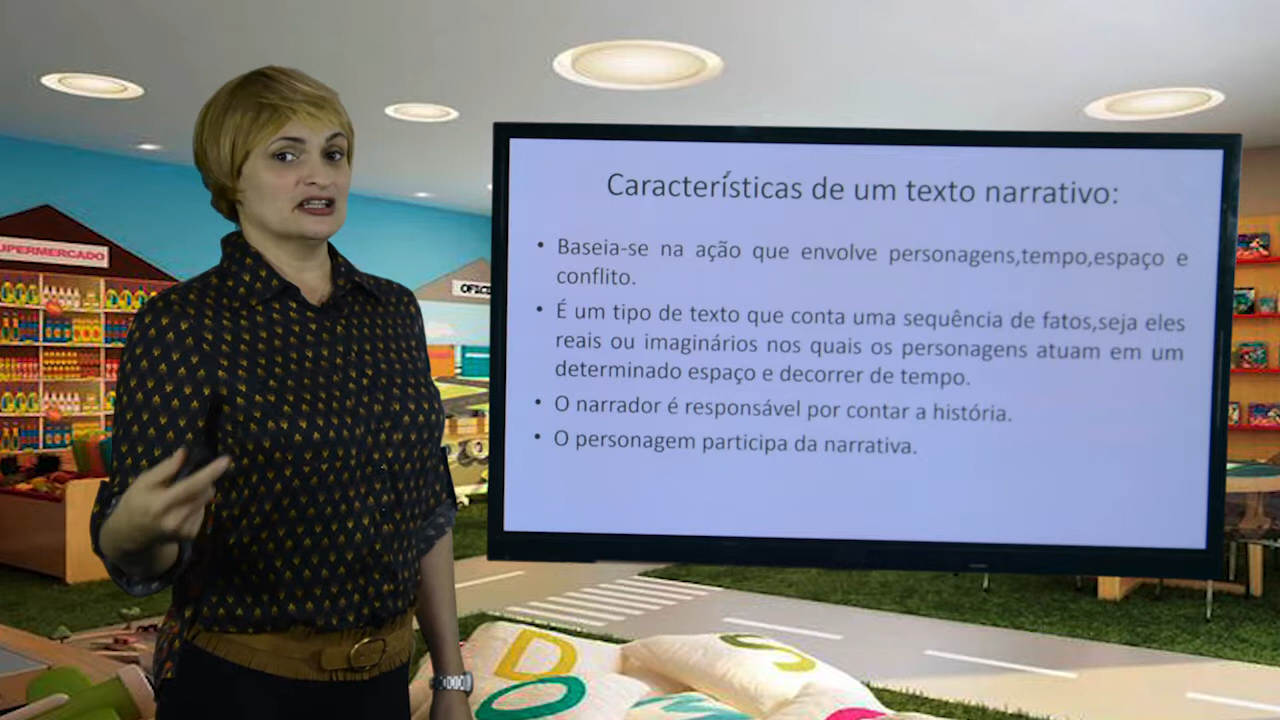 Características de um texto narrativo:
• Baseia-se na ação que envolve personagens,tempo,espaço e
conflito.
• É um tipo de texto que conta uma sequência de fatos,seja eles
reais ou imaginários nos quais os personagens atuam em um
determinado espaço e decorrer de tempo.
• O narrador é responsável por contar a história.
• O personagem participa da narrativa.
UPERMERCADO
OFIC
D
S
O